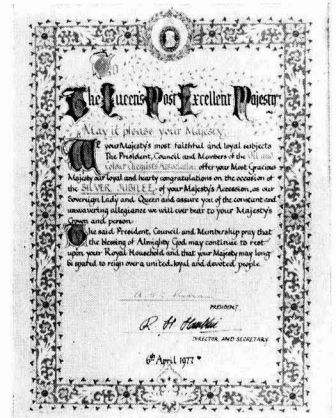 To
The Queens Most Excellent Majesty
May it please your Majesty.
We yourMajesty's most faithful and loyal subjects
The President, Council and Members of the Oil and
Colour Chemists Association offer your Most Gracious
Majesty our loyal and hearty congratulations on the occasion of
the SILVER JUBILEE of your Majesty's Accession, as our
Sovereign Lady and Queen and assure you of the constant and
unwavering allegiance we will ever bear to your Majesty's
Crown and person.
The said President, Council and Membership pray that
the blessing of Almighty God may continue to rest
upon your Royal Household and that your Majesty may long
be spared to reign over a united, loyal and devoted people.
PRESIDENT
R. H. Hamblin
DIRECTOR AND SECRETARY
6th April 1977